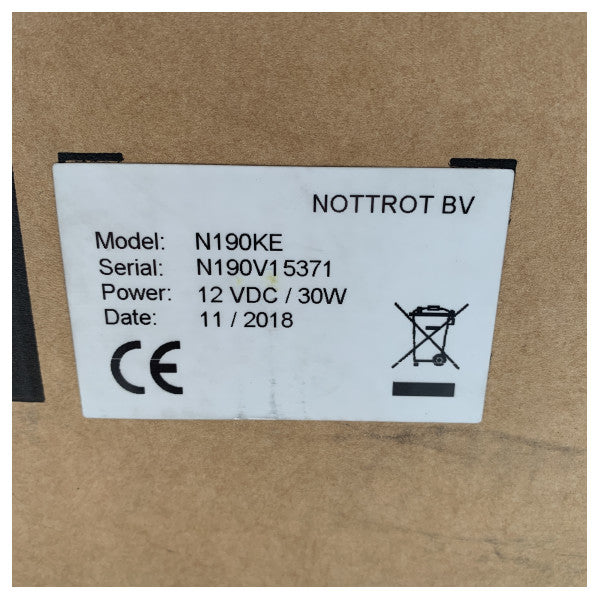 NOTTROT BV
Model: N190KE
Serial: N190V15371
Power: 12 VDC / 30W
Date: 11 / 2018
CE